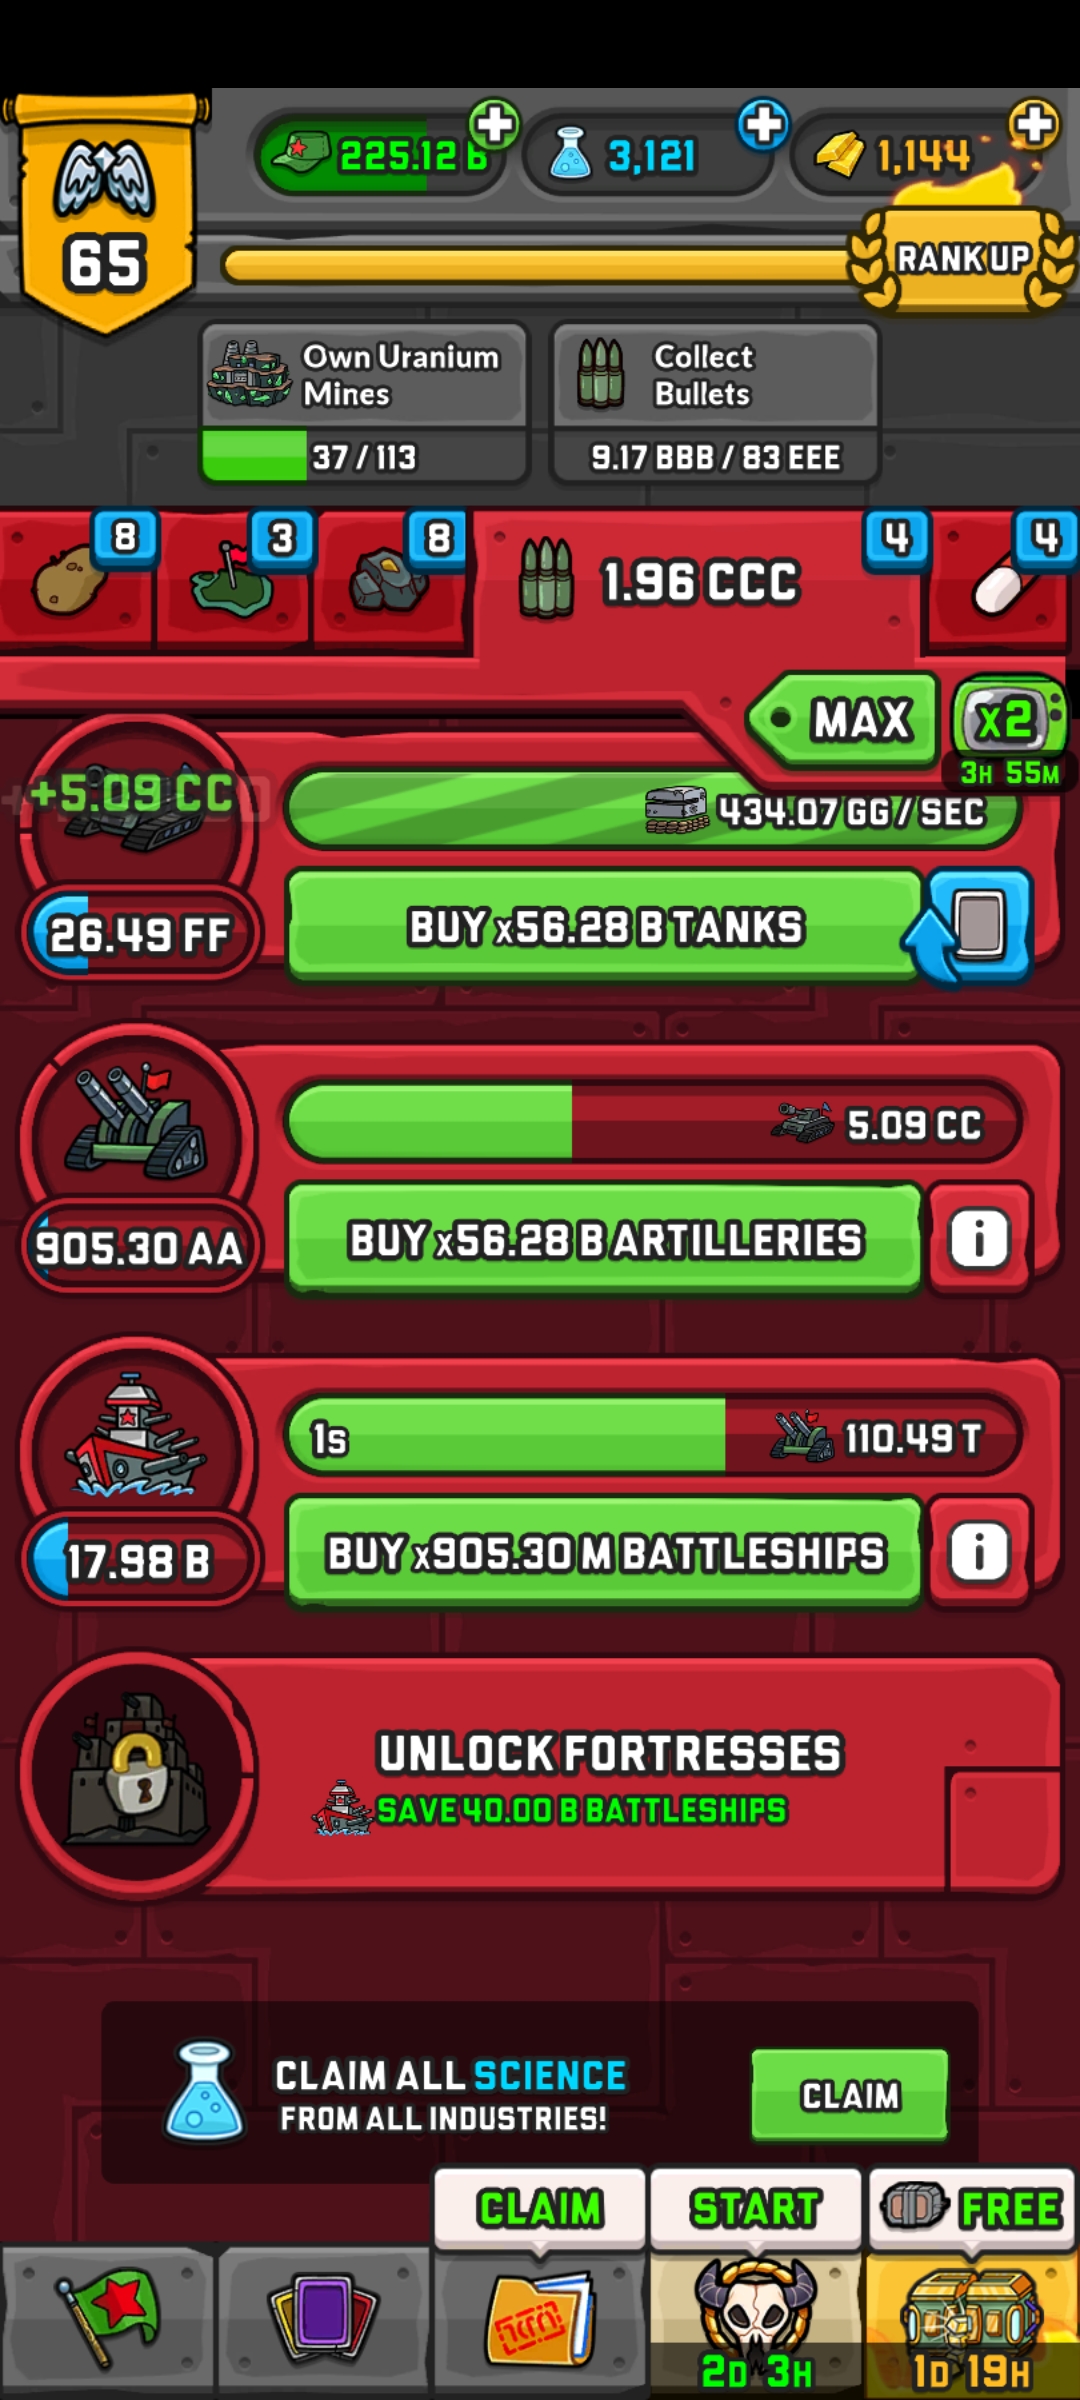 225.12 B
3,121
1,144
65
RANK UP
Own Uranium
Mines
37 / 113
Collect
Bullets
9.17 BBB / 83 EEE
8
3
8
1.96 CCC
4
4
MAX
x2
3H 55M
+5.09 CC
434.07 GG / SEC
26.49 FF
BUY x56.28 B TANKS
5.09 CC
905.30 AA
BUY x56.28 B ARTILLERIES
i
1s
110.49 T
17.98 B
BUY x905.30 M BATTLESHIPS
i
UNLOCK FORTRESSES
SAVE 40.00 B BATTLESHIPS
CLAIM ALL SCIENCE
FROM ALL INDUSTRIES!
CLAIM
CLAIM
START
FREE
2D 3H
1D 19H